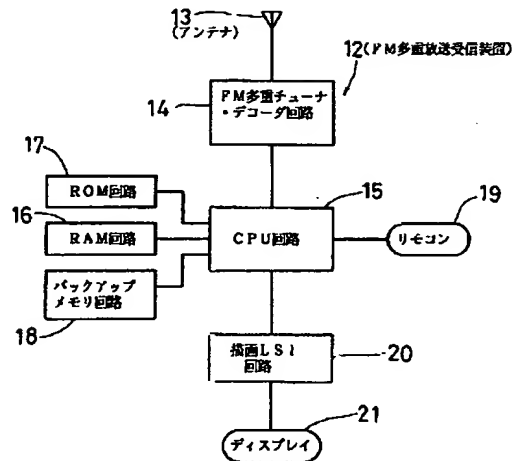 13
(アンテナ)
12(FM多重放送受信装置)
14
FM多重チューナ
・デコーダ回路
17
ROM回路
16
RAM回路
バックアップ
メモリ回路
18
15
CPU回路
19
リモコン
描画LSI
回路
20
21
ディスプレイ